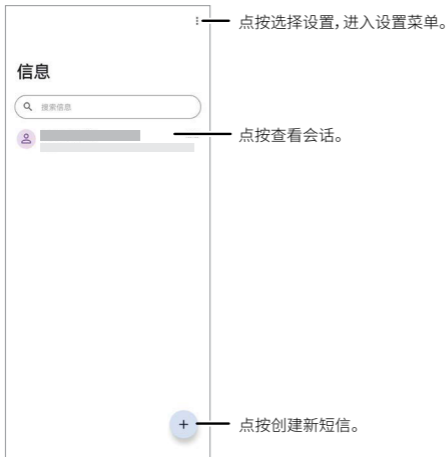 点按选择设置，进入设置菜单。
信息
搜索信息
点按查看会话。
点按创建新短信。